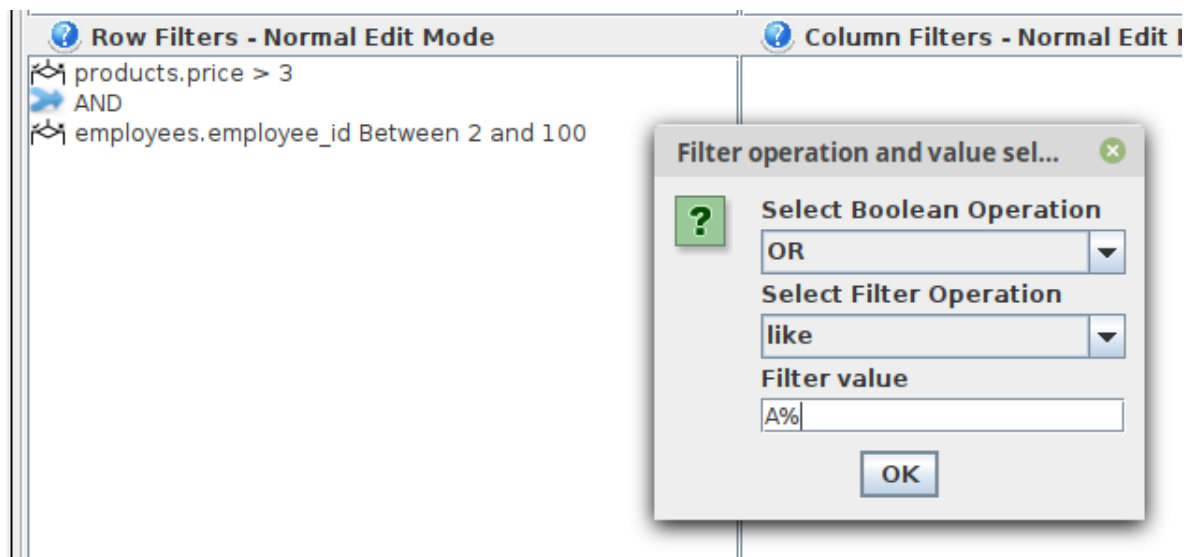 Row Filters - Normal Edit Mode
products.price > 3
AND
employees.employee_id Between 2 and 100
Column Filters - Normal Edit
Filter operation and value sel...
?
Select Boolean Operation
OR
Select Filter Operation
like
Filter value
A%
OK